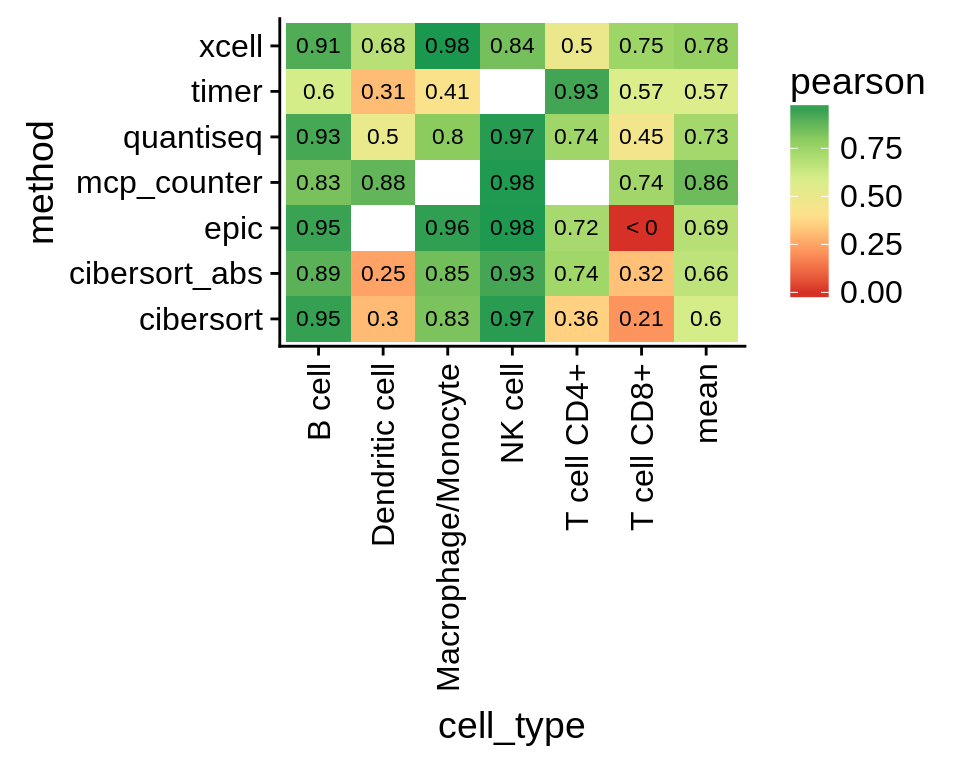 method
xcell 0.91 0.68 0.98 0.84 0.5 0.75 0.78
timer 0.6 0.31 0.41 0.93 0.57 0.57
quantiseq 0.93 0.5 0.8 0.97 0.74 0.45 0.73
mcp_counter 0.83 0.88 0.98 0.74 0.86
epic 0.95 0.96 0.98 0.72 < 0 0.69
cibersort_abs 0.89 0.25 0.85 0.93 0.74 0.32 0.66
cibersort 0.95 0.3 0.83 0.97 0.36 0.21 0.6
B cell
Dendritic cell
Macrophage/Monocyte
NK cell
T cell CD4+
T cell CD8+
mean
cell_type
pearson
0.75
0.50
0.25
0.00